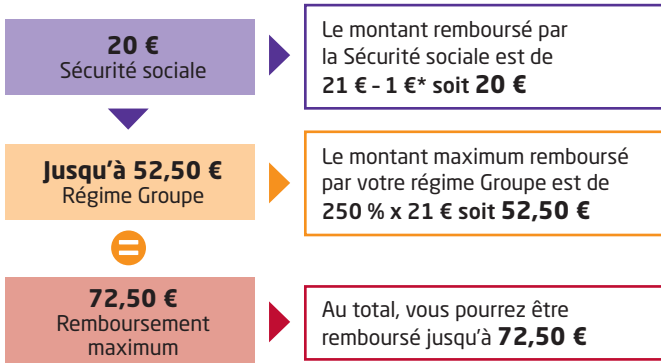 20 €
Sécurité sociale
Le montant remboursé par
la Sécurité sociale est de
21 € – 1 €* soit 20 €
Jusqu'à 52,50 €
Régime Groupe
Le montant maximum remboursé
par votre régime Groupe est de
250 % x 21 € soit 52,50 €
=
72,50 €
Remboursement
maximum
Au total, vous pourrez être
remboursé jusqu'à 72,50 €